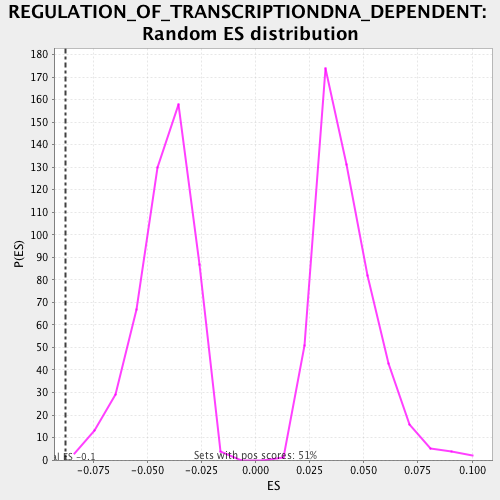 REGULATION_OF_TRANSCRIPTIONDNA_DEPENDENT:
Random ES distribution
180
170
160
150
140
130
120
110
100
90
80
70
60
50
40
30
20
10
0
P(ES)
ES -0.1
Sets with pos scores: 51%
-0.075 -0.050 -0.025 0.000 0.025 0.050 0.075 0.100
ES